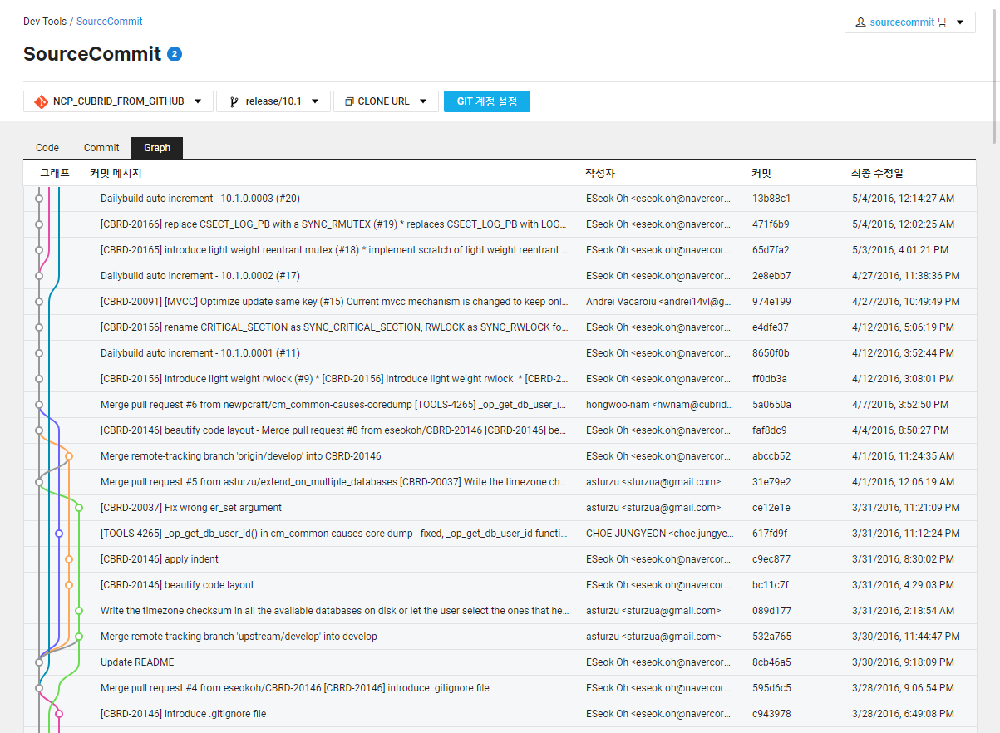 Dev Tools / SourceCommit
sourcecommit 님
SourceCommit 2
NCP_CUBRID_FROM_GITHUB release/10.1 CLONE URL GIT 계정 설정
Code Commit Graph
그래프 커밋 메시지 작성자 커밋 최종 수정일
Dailybuild auto increment - 10.1.0.0003 (#20) ESeok Oh <eseok.oh@navercor... 13b88c1 5/4/2016, 12:14:27 AM
[CBRD-20166] replace CSECT_LOG_PB with a SYNC_RMUTEX (#19) * replaces CSECT_LOG_PB with LOG... ESeok Oh <eseok.oh@navercor... 471f6b9 5/4/2016, 12:02:25 AM
[CBRD-20165] introduce light weight reentrant mutex (#18) * implement scratch of light weight reentrant ... ESeok Oh <eseok.oh@navercor... 65d7fa2 5/3/2016, 4:01:21 PM
Dailybuild auto increment - 10.1.0.0002 (#17) ESeok Oh <eseok.oh@navercor... 2e8ebb7 4/27/2016, 11:38:36 PM
[CBRD-20091] [MVCC] Optimize update same key (#15) Current mvcc mechanism is changed to keep onl... Andrei Vacaroiu <andrei14vl@g... 974e199 4/27/2016, 10:49:49 PM
[CBRD-20156] rename CRITICAL_SECTION as SYNC_CRITICAL_SECTION, RWLOCK as SYNC_RWLOCK fo... ESeok Oh <eseok.oh@navercor... e4dfe37 4/12/2016, 5:06:19 PM
Dailybuild auto increment - 10.1.0.0001 (#11) ESeok Oh <eseok.oh@navercor... 8650f0b 4/12/2016, 3:52:44 PM
[CBRD-20156] introduce light weight rwlock (#9) * [CBRD-20156] introduce light weight rwlock * [CBRD-2... ESeok Oh <eseok.oh@navercor... ff0db3a 4/12/2016, 3:08:01 PM
Merge pull request #6 from newpcraft/cm_common-causes-coredump [TOOLS-4265] _op_get_db_user_i... hongwoo-nam <hwnam@cubrid... 5a0650a 4/7/2016, 3:52:50 PM
[CBRD-20146] beautify code layout - Merge pull request #8 from eseokoh/CBRD-20146 [CBRD-20146] be... ESeok Oh <eseok.oh@navercor... faf8dc9 4/4/2016, 8:50:27 PM
Merge remote-tracking branch 'origin/develop' into CBRD-20146 ESeok Oh <eseok.oh@navercor... abccb52 4/1/2016, 11:24:35 AM
Merge pull request #5 from asturzu/extend_on_multiple_databases [CBRD-20037] Write the timezone ch... asturzu <sturzua@gmail.com> 31e79e2 4/1/2016, 12:06:19 AM
[CBRD-20037] Fix wrong er_set argument asturzu <sturzua@gmail.com> ce12e1e 3/31/2016, 11:21:09 PM
[TOOLS-4265] _op_get_db_user_id() in cm_common causes core dump - fixed, _op_get_db_user_id functi... CHOE JUNGYEON <choe.jungye... 617fd9f 3/31/2016, 11:12:24 PM
[CBRD-20146] apply indent ESeok Oh <eseok.oh@navercor... c9ec877 3/31/2016, 8:30:02 PM
[CBRD-20146] beautify code layout ESeok Oh <eseok.oh@navercor... bc11c7f 3/31/2016, 4:29:03 PM
Write the timezone checksum in all the available databases on disk or let the user select the ones that he... asturzu <sturzua@gmail.com> 089d177 3/31/2016, 2:18:54 AM
Merge remote-tracking branch 'upstream/develop' into develop asturzu <sturzua@gmail.com> 532a765 3/30/2016, 11:44:47 PM
Update README ESeok Oh <eseok.oh@navercor... 8cb46a5 3/30/2016, 9:18:09 PM
Merge pull request #4 from eseokoh/CBRD-20146 [CBRD-20146] introduce .gitignore file ESeok Oh <eseok.oh@navercor... 595d6c5 3/28/2016, 9:06:54 PM
[CBRD-20146] introduce .gitignore file ESeok Oh <eseok.oh@navercor... c943978 3/28/2016, 6:49:08 PM